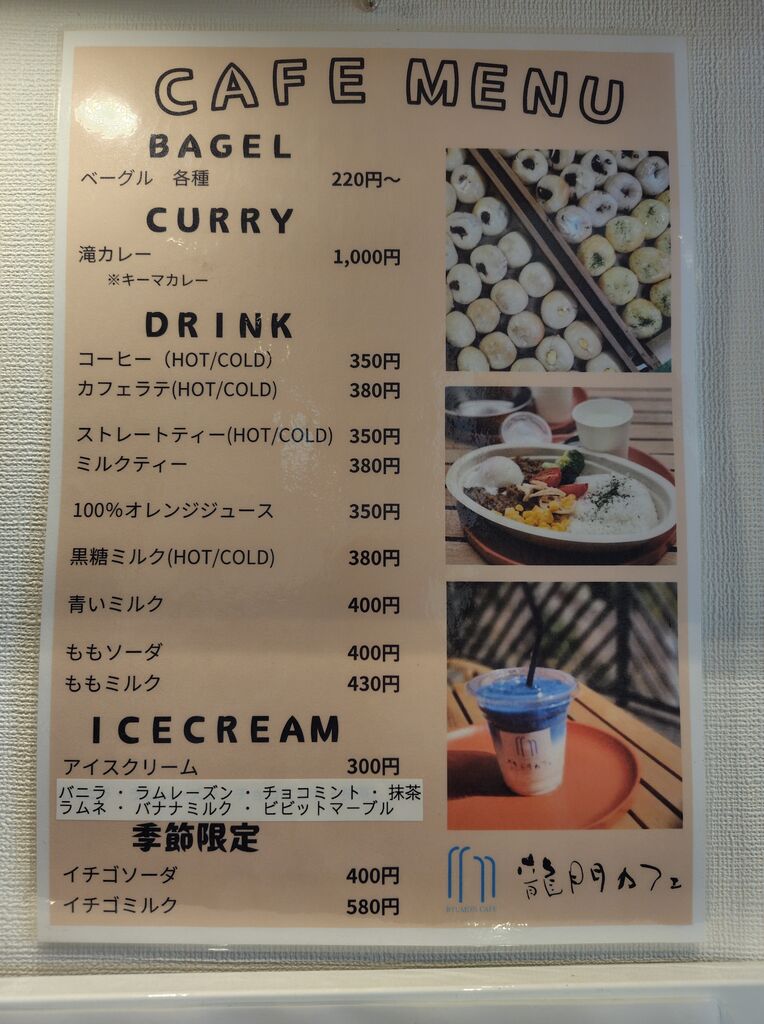 CAFE MENU
BAGEL
ベーグル 各種 220円〜
CURRY
滝カレー 1,000円
※キーマカレー
DRINK
コーヒー（HOT/COLD） 350円
カフェラテ(HOT/COLD) 380円
ストレートティー(HOT/COLD) 350円
ミルクティー 380円
100%オレンジジュース 350円
黒糖ミルク(HOT/COLD) 380円
青いミルク 400円
ももソーダ 400円
ももミルク 430円
ICECREAM
アイスクリーム 300円
バニラ ・ ラムレーズン ・ チョコミント ・ 抹茶
ラムネ ・ バナナミルク ・ ビビットマーブル
季節限定
イチゴソーダ 400円
イチゴミルク 580円
龍門カフェ
RYUMON CAFE